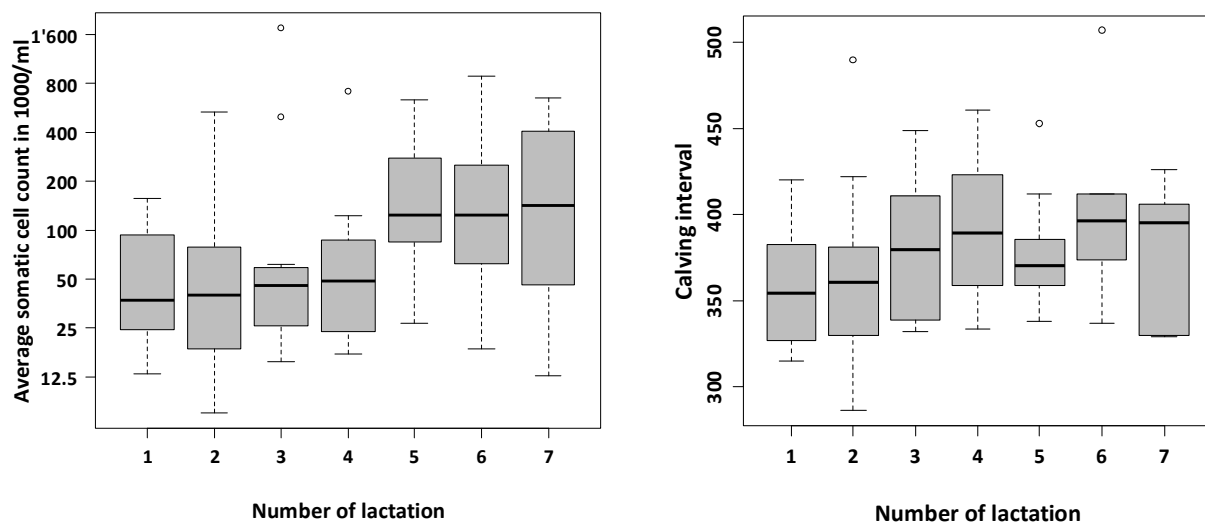 Average somatic cell count in 1000/ml
1'600
800
400
200
100
50
25
12.5
1 2 3 4 5 6 7
Number of lactation
Calving interval
500
450
400
350
300
1 2 3 4 5 6 7
Number of lactation